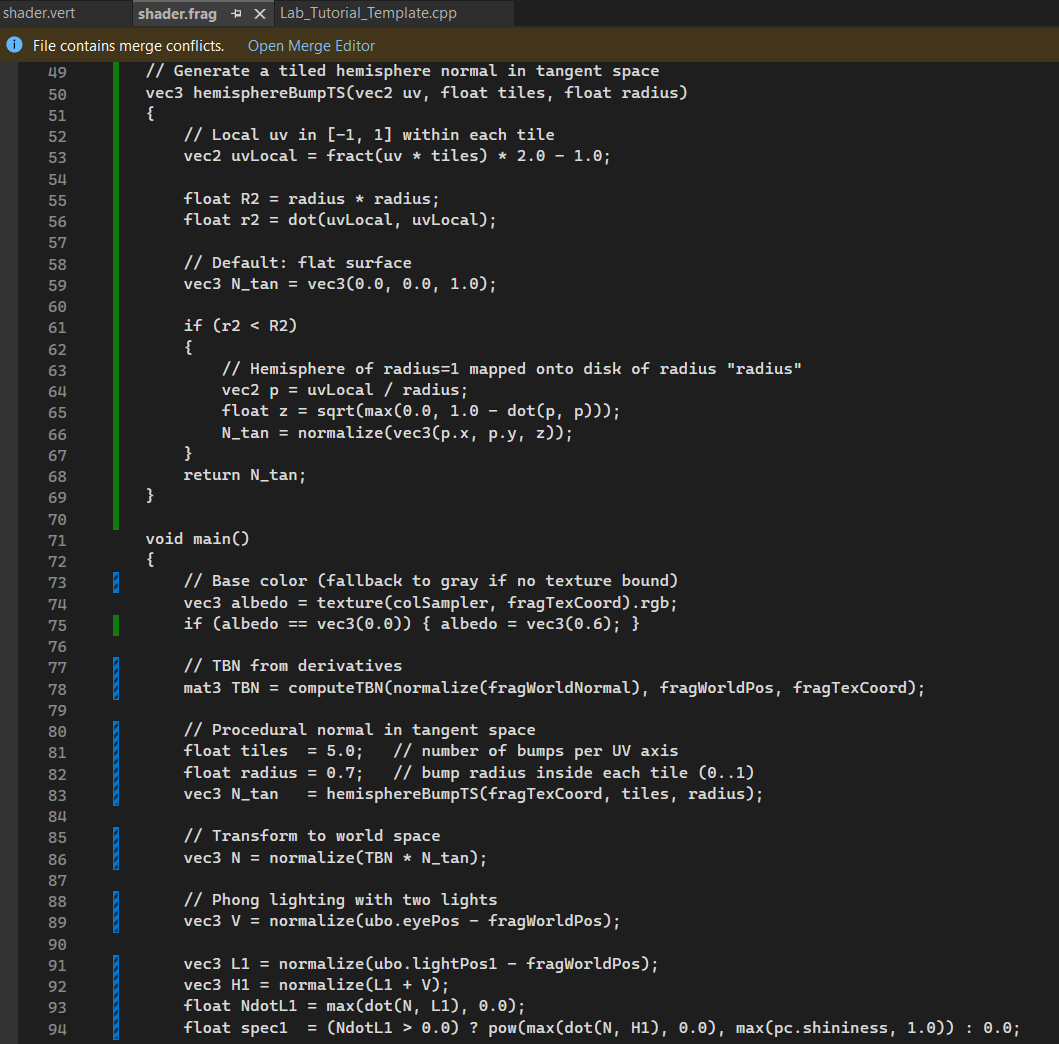 shader.vert shader.frag Lab_Tutorial_Template.cpp
File contains merge conflicts. Open Merge Editor
49 // Generate a tiled hemisphere normal in tangent space
50 vec3 hemisphereBumpTS(vec2 uv, float tiles, float radius)
51 {
52     // Local uv in [-1, 1] within each tile
53     vec2 uvLocal = fract(uv * tiles) * 2.0 - 1.0;
54
55     float R2 = radius * radius;
56     float r2 = dot(uvLocal, uvLocal);
57
58     // Default: flat surface
59     vec3 N_tan = vec3(0.0, 0.0, 1.0);
60
61     if (r2 < R2)
62     {
63         // Hemisphere of radius=1 mapped onto disk of radius "radius"
64         vec2 p = uvLocal / radius;
65         float z = sqrt(max(0.0, 1.0 - dot(p, p)));
66         N_tan = normalize(vec3(p.x, p.y, z));
67     }
68     return N_tan;
69 }
70
71 void main()
72 {
73     // Base color (fallback to gray if no texture bound)
74     vec3 albedo = texture(colSampler, fragTexCoord).rgb;
75     if (albedo == vec3(0.0)) { albedo = vec3(0.6); }
76
77     // TBN from derivatives
78     mat3 TBN = computeTBN(normalize(fragWorldNormal), fragWorldPos, fragTexCoord);
79
80     // Procedural normal in tangent space
81     float tiles  = 5.0;   // number of bumps per UV axis
82     float radius = 0.7;   // bump radius inside each tile (0..1)
83     vec3 N_tan   = hemisphereBumpTS(fragTexCoord, tiles, radius);
84
85     // Transform to world space
86     vec3 N = normalize(TBN * N_tan);
87
88     // Phong lighting with two lights
89     vec3 V = normalize(ubo.eyePos - fragWorldPos);
90
91     vec3 L1 = normalize(ubo.lightPos1 - fragWorldPos);
92     vec3 H1 = normalize(L1 + V);
93     float NdotL1 = max(dot(N, L1), 0.0);
94     float spec1  = (NdotL1 > 0.0) ? pow(max(dot(N, H1), 0.0), max(pc.shininess, 1.0)) : 0.0;